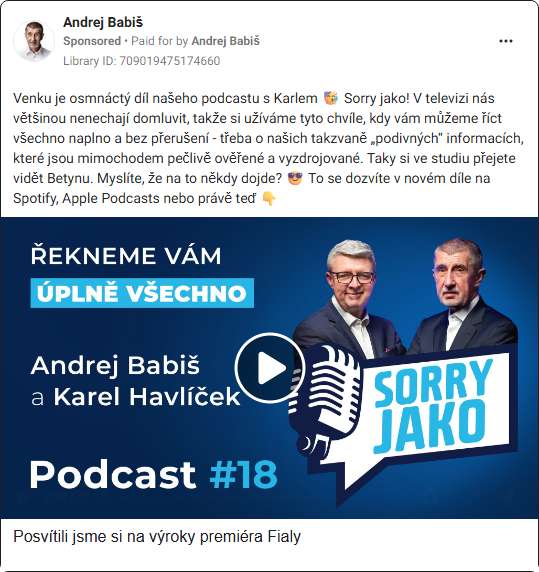 Andrej Babiš
Sponsored • Paid for by Andrej Babiš
Library ID: 709019475174660
Venku je osmnáctý díl našeho podcastu s Karlem 🥳 Sorry jako! V televizi nás
většinou nenechají domluvit, takže si užíváme tyto chvíle, kdy vám můžeme říct
všechno naplno a bez přerušení - třeba o našich takzvaně „podivných“ informacích,
které jsou mimochodem pečlivě ověřené a vyzdrojované. Taky si ve studiu přejete
vidět Betynu. Myslíte, že na to někdy dojde? 😎 To se dozvíte v novém díle na
Spotify, Apple Podcasts nebo právě teď 👇
ŘEKNEME VÁM
ÚPLNĚ VŠECHNO
Andrej Babiš
a Karel Havlíček
SORRY
JAKO
Podcast #18
Posvítili jsme si na výroky premiéra Fialy